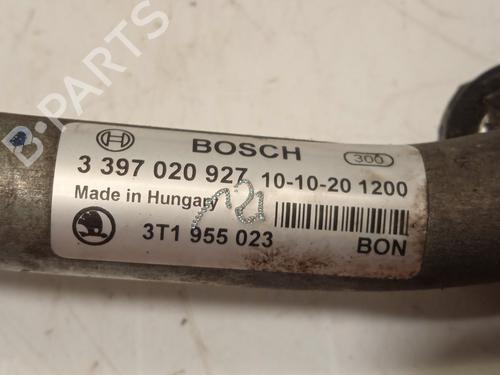 B-PARTS
BOSCH
300
3 397 020 927 10-10-20 1200
Made in Hungary
3T1 955 023
BON